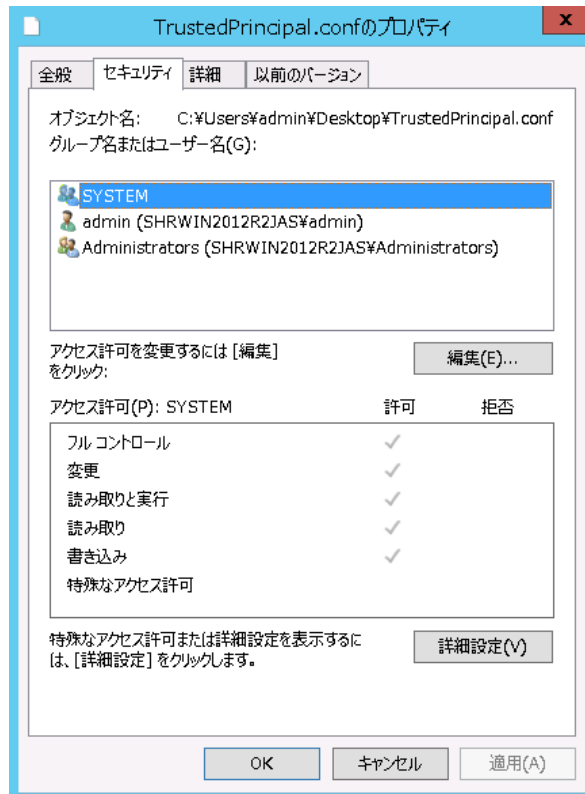 TrustedPrincipal.confのプロパティ
x
全般 セキュリティ 詳細 以前のバージョン
オブジェクト名: C:¥Users¥admin¥Desktop¥TrustedPrincipal.conf
グループ名またはユーザー名(G):
SYSTEM
admin (SHRWIN2012R2JAS¥admin)
Administrators (SHRWIN2012R2JAS¥Administrators)
アクセス許可を変更するには [編集]
をクリック:
編集(E)...
アクセス許可(P): SYSTEM 許可 拒否
フル コントロール
変更
読み取りと実行
読み取り
書き込み
特殊なアクセス許可
特殊なアクセス許可または詳細設定を表示するに
は、[詳細設定] をクリックします。
詳細設定(V)
OK キャンセル 適用(A)